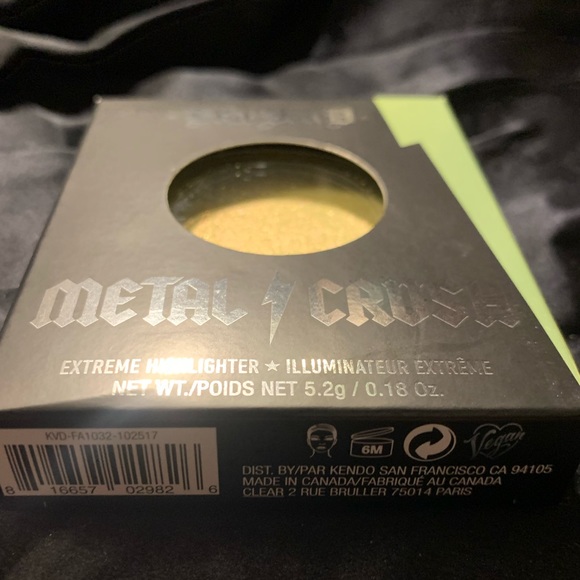 METAL CRUSH
EXTREME HIGHLIGHTER ★ ILLUMINATEUR EXTRÊME
NET WT./POIDS NET 5.2g / 0.18 Oz.
KVD-FA1032-102517
8 16657 02982 6
6M
Vegan
DIST. BY/PAR KENDO SAN FRANCISCO CA 94105
MADE IN CANADA/FABRIQUÉ AU CANADA
CLEAR 2 RUE BRULLER 75014 PARIS